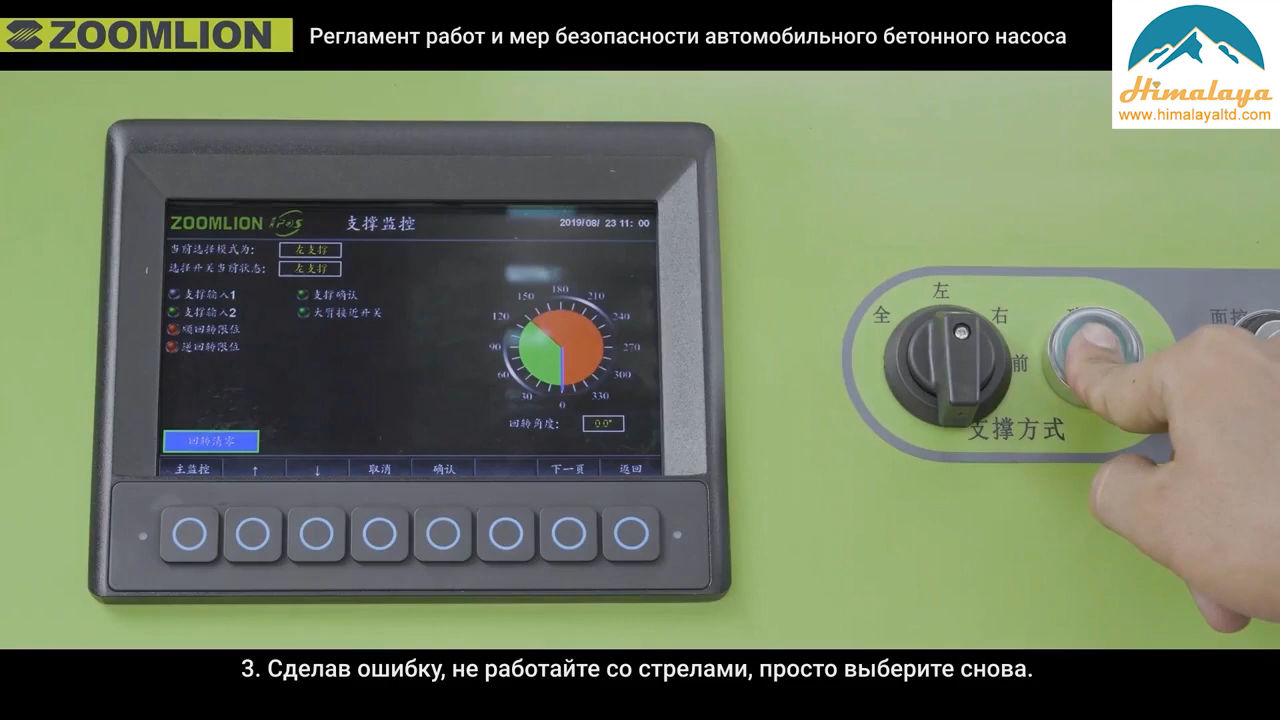 ZOOMLION
Регламент работ и мер безопасности автомобильного бетонного насоса
Himalaya
www.himalayaltd.com
ZOOMLION
支撑监控
2019/08/ 23 11: 00
当前选择模式为: 左支撑
选择开关当前状态: 左支撑
支撑输入1 支撑确认
支撑输入2 大臂接近开关
顺回转限位
逆回转限位
180
150 210
120 240
90 270
60 300
30 330
0
回转角度: 0.0°
回转清零
主监控 ↑ ↓ 取消 确认 下一页 返回
左
全 右
前
支撑方式
面控
3. Сделав ошибку, не работайте со стрелами, просто выберите снова.